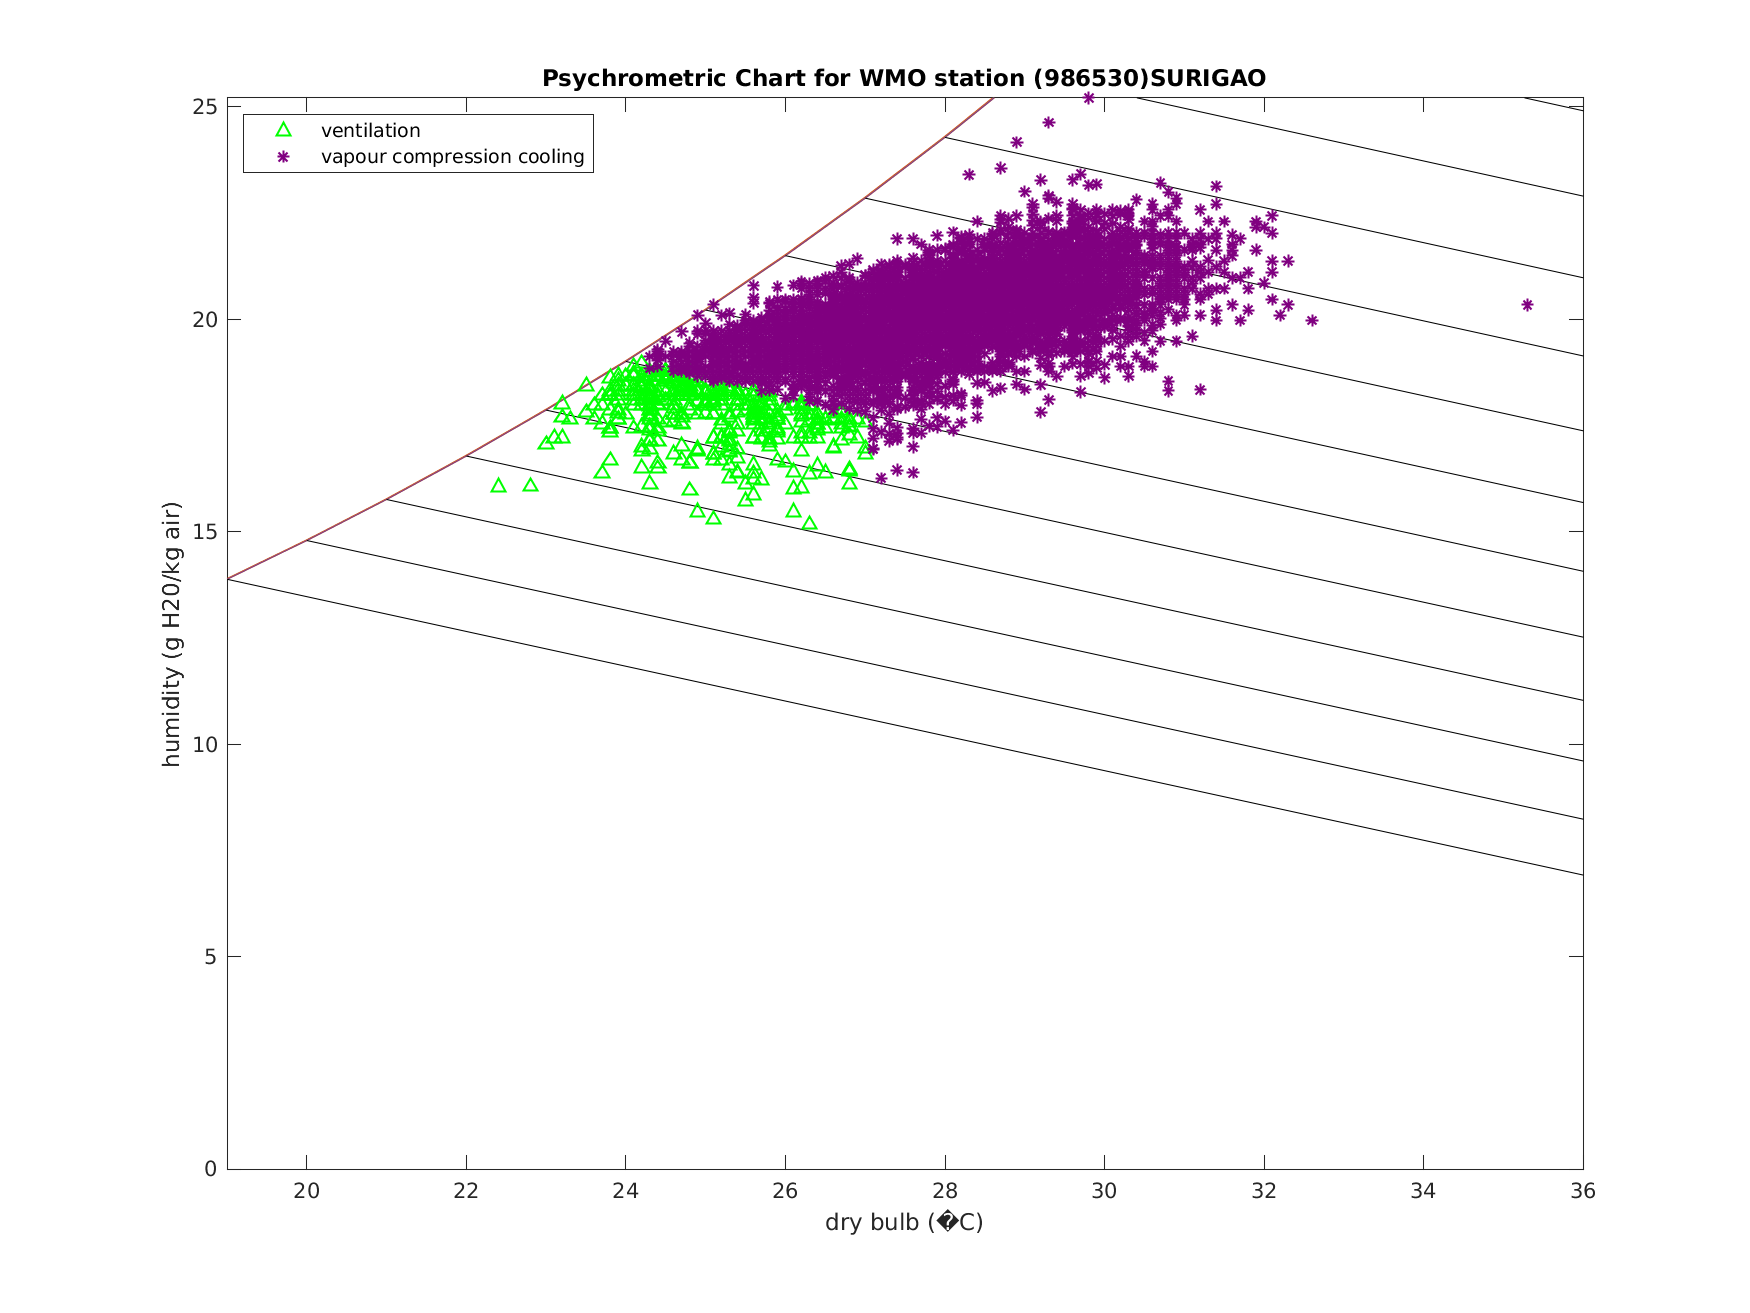 Psychrometric Chart for WMO station (986530)SURIGAO
ventilation
vapour compression cooling
humidity (g H20/kg air)
25
20
15
10
5
0
20 22 24 26 28 30 32 34 36
dry bulb (�C)